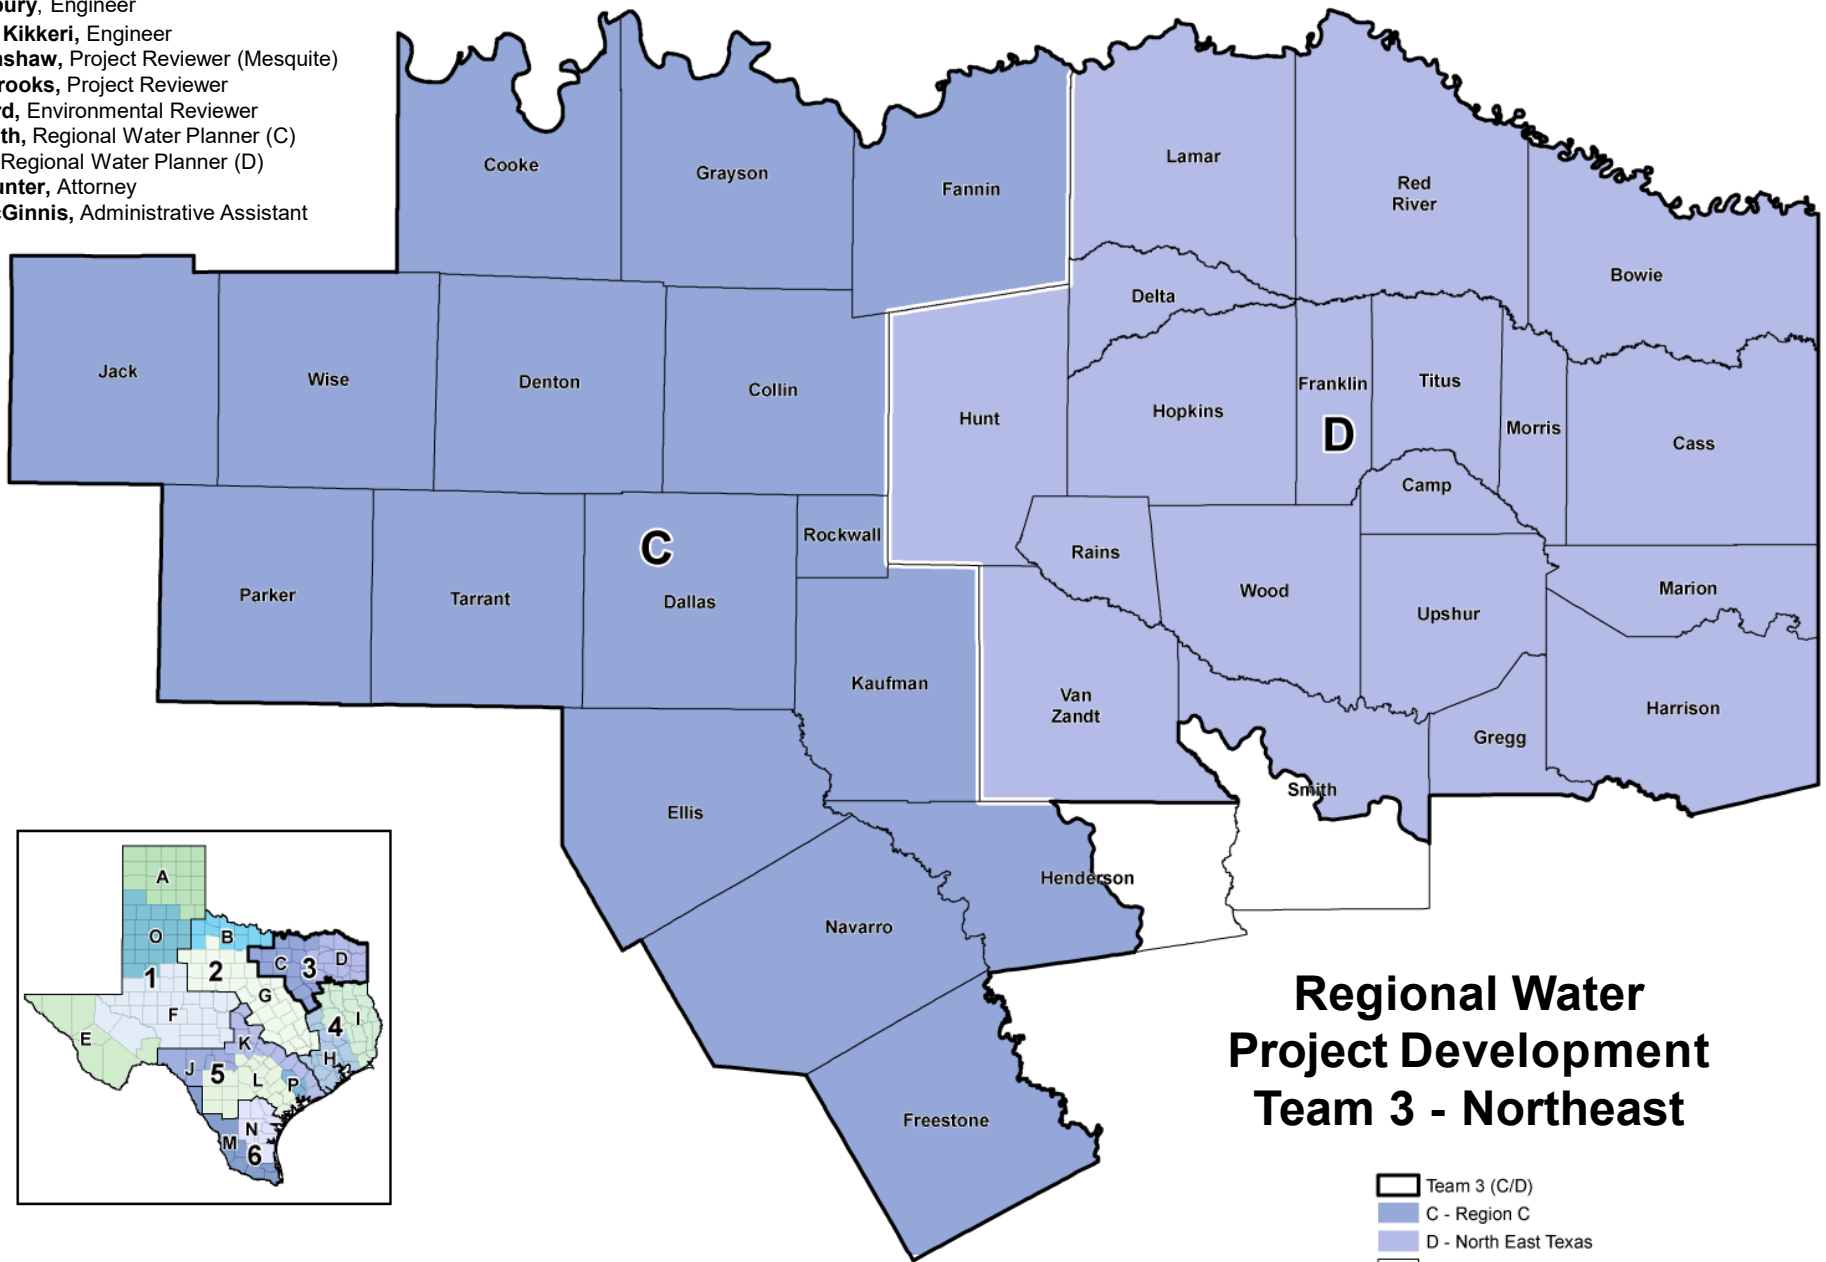 Engineer
Kikkeri, Engineer
Project Reviewer (Mesquite)
Project Reviewer
Environmental Reviewer
Regional Water Planner (C)
Regional Water Planner (D)
Attorney
Administrative Assistant
Cooke
Grayson
Fannin
Lamar
Red
River
Bowie
Delta
Jack
Wise
Denton
Collin
Hunt
Hopkins
Franklin
Titus
Morris
Cass
D
Camp
C
Rockwall
Rains
Parker
Tarrant
Dallas
Wood
Upshur
Marion
Kaufman
Van
Zandt
Gregg
Harrison
Smith
Ellis
Henderson
Navarro
Freestone
A
O
B
1
2
C
3
D
G
F
E
4
I
K
H
J
5
L
P
N
M
6
Regional Water
Project Development
Team 3 - Northeast
Team 3 (C/D)
C - Region C
D - North East Texas